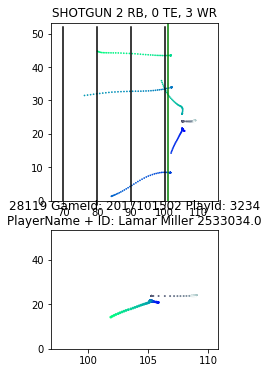 SHOTGUN 2 RB, 0 TE, 3 WR
50
40
30
20
10
0
70 80 90 100 110
28119 GameId: 2017101502 PlayId: 3234
PlayerName + ID: Lamar Miller 2533034.0
40
20
0
100 105 110